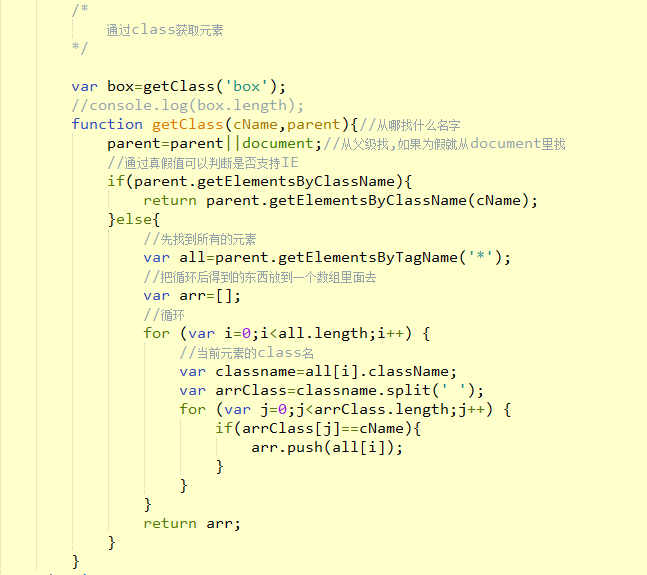 /*
通过class获取元素
*/
var box=getClass('box');
//console.log(box.length);
function getClass(cName,parent){//从哪找什么名字
parent=parent||document;//从父级找,如果为假就从document里找
//通过真假值可以判断是否支持IE
if(parent.getElementsByClassName){
return parent.getElementsByClassName(cName);
}else{
//先找到所有的元素
var all=parent.getElementsByTagName('*');
//把循环后得到的东西放到一个数组里面去
var arr=[];
//循环
for (var i=0;i<all.length;i++) {
//当前元素的class名
var classname=all[i].className;
var arrClass=classname.split(' ');
for (var j=0;j<arrClass.length;j++) {
if(arrClass[j]==cName){
arr.push(all[i]);
}
}
}
return arr;
}
}